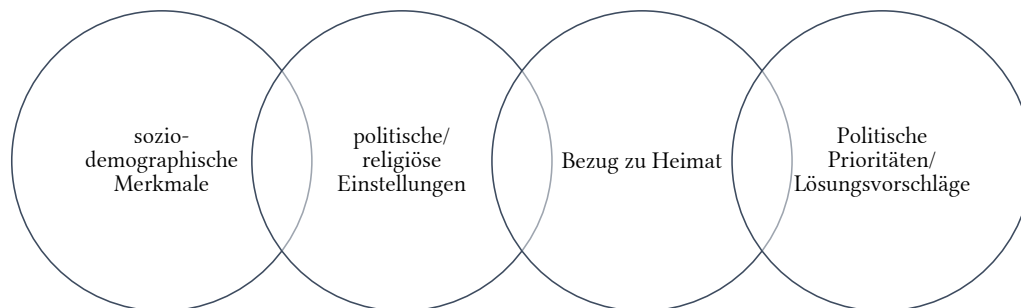 sozio-
demographische
Merkmale
politische/
religiöse
Einstellungen
Bezug zu Heimat
Politische
Prioritäten/
Lösungsvorschläge